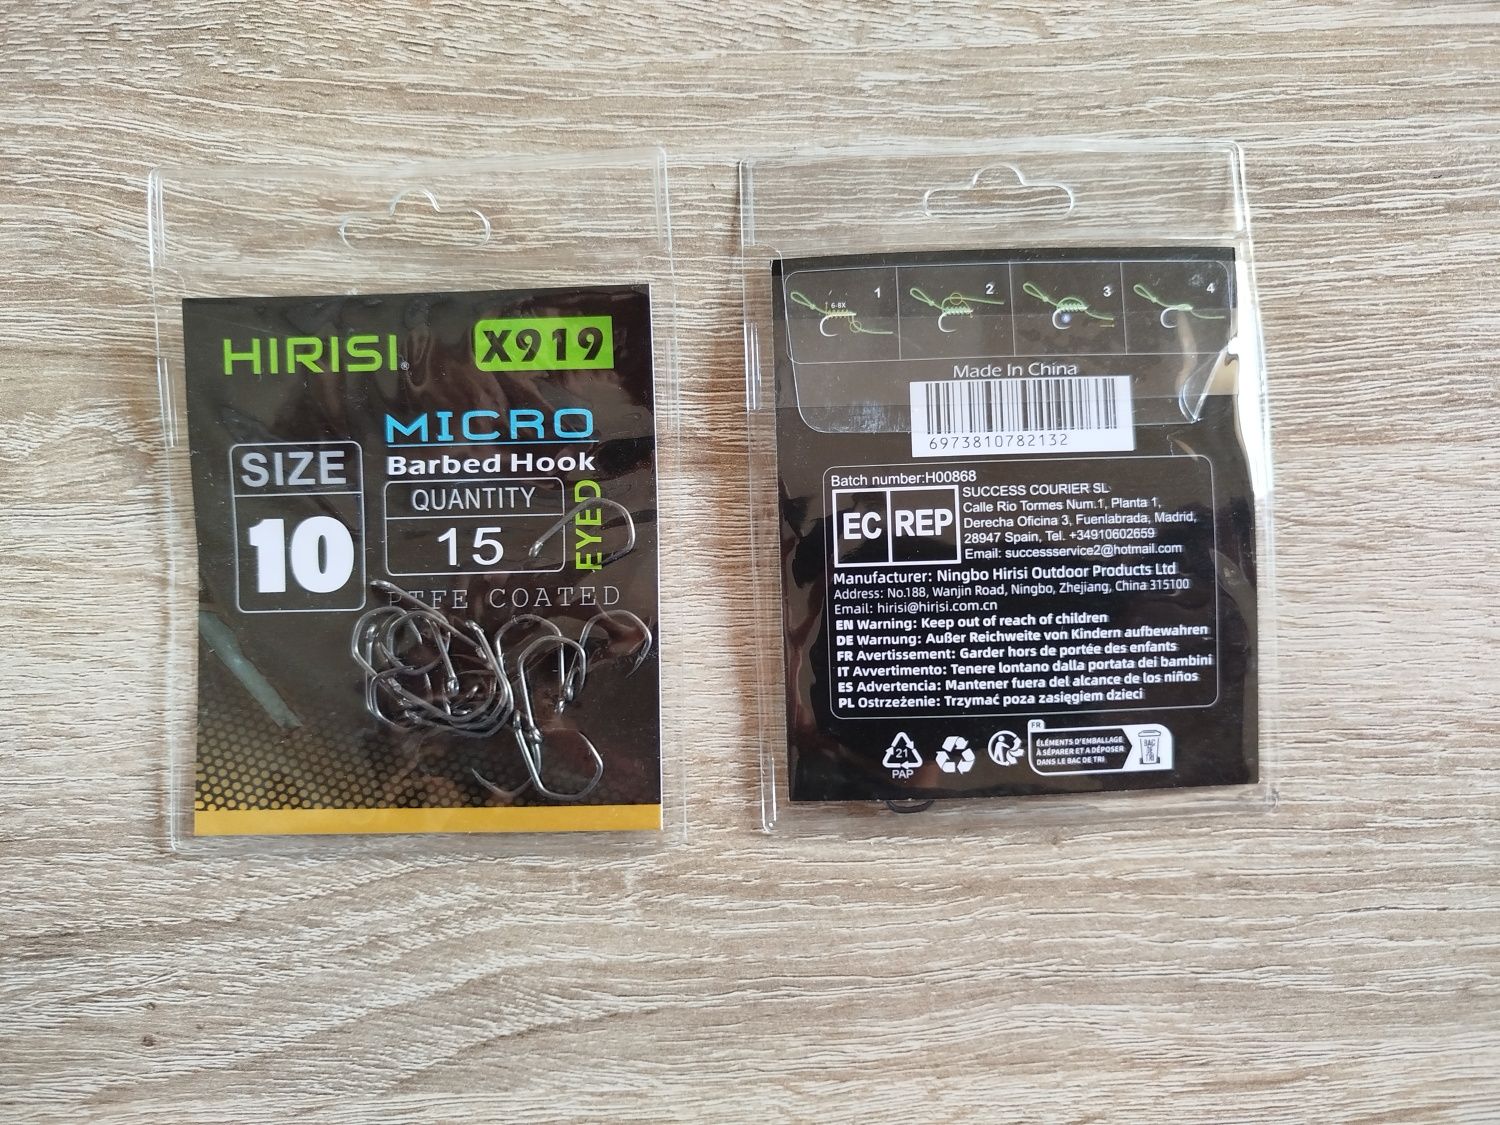 HIRISI®
X919
MICRO
Barbed Hook
SIZE
10
QUANTITY
15
EYED
PTFE COATED
1
2
3
4
6-8X
Made In China
6973810782132
Batch number:H00868
EC REP
SUCCESS COURIER SL
Calle Rio Tormes Num.1, Planta 1,
Derecha Oficina 3, Fuenlabrada, Madrid,
28947 Spain, Tel. +34910602659
Email: successservice2@hotmail.com
Manufacturer: Ningbo Hirisi Outdoor Products Ltd
Address: No.188, Wanjin Road, Ningbo, Zhejiang, China 315100
Email: hirisi@hirisi.com.cn
EN Warning: Keep out of reach of children
DE Warnung: Außer Reichweite von Kindern aufbewahren
FR Avertissement: Garder hors de portée des enfants
IT Avvertimento: Tenere lontano dalla portata dei bambini
ES Advertencia: Mantener fuera del alcance de los niños
PL Ostrzeżenie: Trzymać poza zasięgiem dzieci
21
PAP
FR
ÉLÉMENTS D'EMBALLAGE
À SÉPARER ET A DÉPOSER
DANS LE BAC DE TRI
BAC
DE
TRI